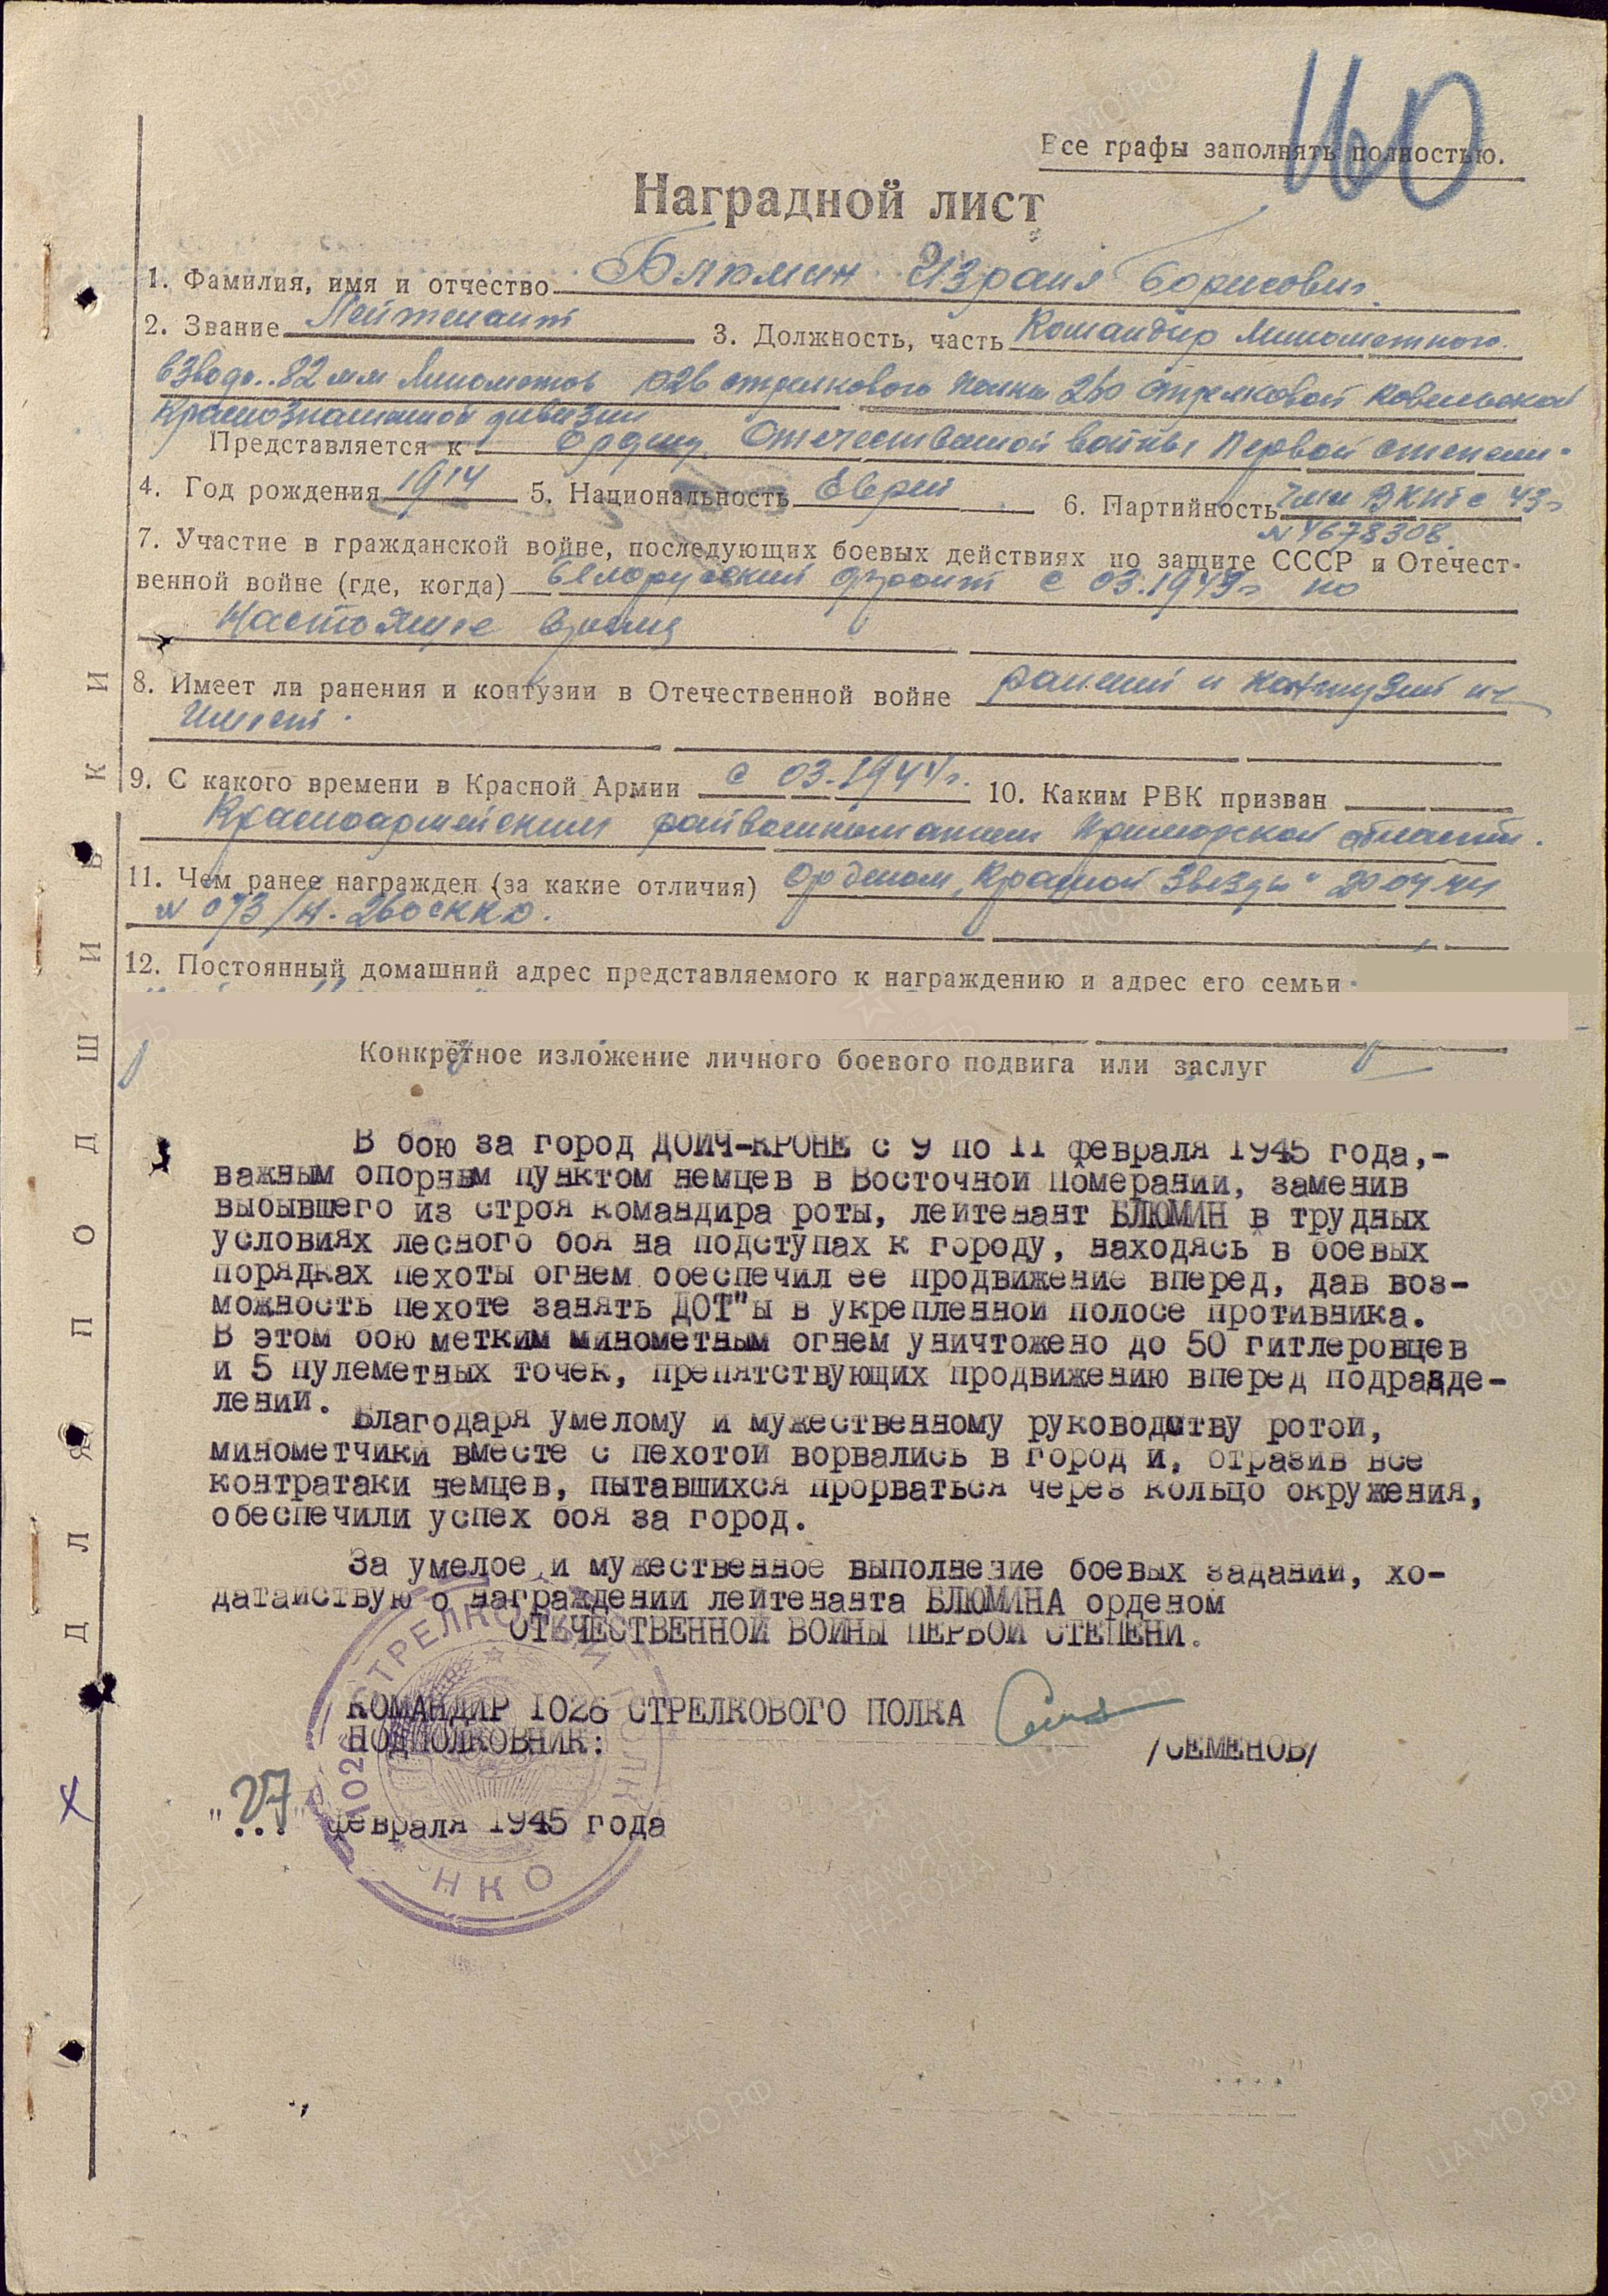 160
Все графы заполнять полностью.
Наградной лист
1. Фамилия, имя и отчество Блюмин Израиль Борисович.
2. Звание Лейтенант 3. Должность, часть Командир Минометного
взвода 82 мм Минометов 1026 стрелкового полка 260 стрелковой Ковельской
Краснознаменной дивизии
Представляется к Ордену Отечественной войны Первой степени.
4. Год рождения 1914 5. Национальность Еврей 6. Партийность Член ВКП с 43г
N 4678308.
7. Участие в гражданской войне, последующих боевых действиях по защите СССР и Отечест-
венной войне (где, когда) Белорусский фронт с 03.1943г по
Настоящее время
8. Имеет ли ранения и контузии в Отечественной войне ранений и контузий не
имеет.
9. С какого времени в Красной Армии с 03.1944г. 10. Каким РВК призван
Красноармейским райвоенкоматом Приморской области.
11. Чем ранее награжден (за какие отличия) Орденом „Красной Звезды" 20 04 44
N 073/н. 260 СККД.
12. Постоянный домашний адрес представляемого к награждению и адрес его семьи
Конкретное изложение личного боевого подвига или заслуг
В бою за город ДОЙЧ-КРОНЕ с 9 по 11 февраля 1945 года,-
важным опорным пунктом немцев в Восточной Померании, заменив
выбывшего из строя командира роты, лейтенант БЛЮМИН в трудных
условиях лесного боя на подступах к городу, находясь в боевых
порядках пехоты огнем обеспечил ее продвижение вперед, дав воз-
можность пехоте занять ДОТ"ы в укрепленной полосе противника.
В этом бою метким минометным огнем уничтожено до 50 гитлеровцев
и 5 пулеметных точек, препятствующих продвижению вперед подразде-
лений.
Благодаря умелому и мужественному руководству ротой,
минометчики вместе с пехотой ворвались в город и, отразив все
контратаки немцев, пытавшихся прорваться через кольцо окружения,
обеспечили успех боя за город.
За умелое и мужественное выполнение боевых заданий, хо-
датайствую о награждении лейтенанта БЛЮМИНА орденом
ОТЕЧЕСТВЕННОЙ ВОЙНЫ ПЕРВОЙ СТЕПЕНИ.
КОМАНДИР 1026 СТРЕЛКОВОГО ПОЛКА
ПОДПОЛКОВНИК: /СЕМЕНОВ/
"27" февраля 1945 года
1026 СТРЕЛКОВЫЙ
НКО
ДЛЯ ПОДШИВКИ